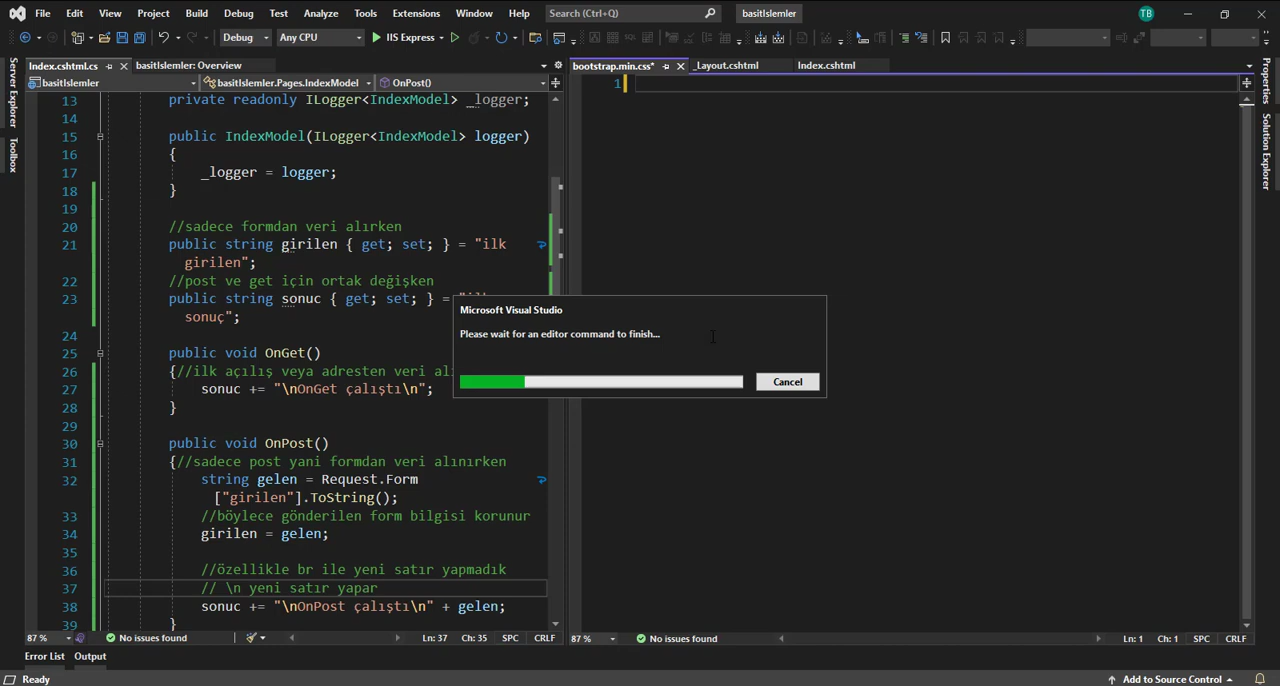 File Edit View Project Build Debug Test Analyze Tools Extensions Window Help Search (Ctrl+Q) basitIslemler TB
Debug Any CPU IIS Express
Server Explorer
Toolbox
Index.cshtml.cs basitIslemler: Overview
basitIslemler basitIslemler.Pages.IndexModel OnPost()
13 private readonly ILogger<IndexModel> _logger;
14
15 public IndexModel(ILogger<IndexModel> logger)
16 {
17 _logger = logger;
18 }
19
20 //sadece formdan veri alırken
21 public string girilen { get; set; } = "ilk
girilen";
22 //post ve get için ortak değişken
23 public string sonuc { get; set; } =
sonuç";
24
25 public void OnGet()
26 {//ilk açılış veya adresten veri
27 sonuc += "\nOnGet çalıştı\n";
28 }
29
30 public void OnPost()
31 {//sadece post yani formdan veri alınırken
32 string gelen = Request.Form
["girilen"].ToString();
33 //böylece gönderilen form bilgisi korunur
34 girilen = gelen;
35
36 //özellikle br ile yeni satır yapmadık
37 // \n yeni satır yapar
38 sonuc += "\nOnPost çalıştı\n" + gelen;
39 }
87 % No issues found Ln: 37 Ch: 35 SPC CRLF
bootstrap.min.css* _Layout.cshtml Index.cshtml
1
Microsoft Visual Studio
Please wait for an editor command to finish...
Cancel
87 % No issues found Ln: 1 Ch: 1 SPC CRLF
Properties
Solution Explorer
Error List Output
Ready Add to Source Control